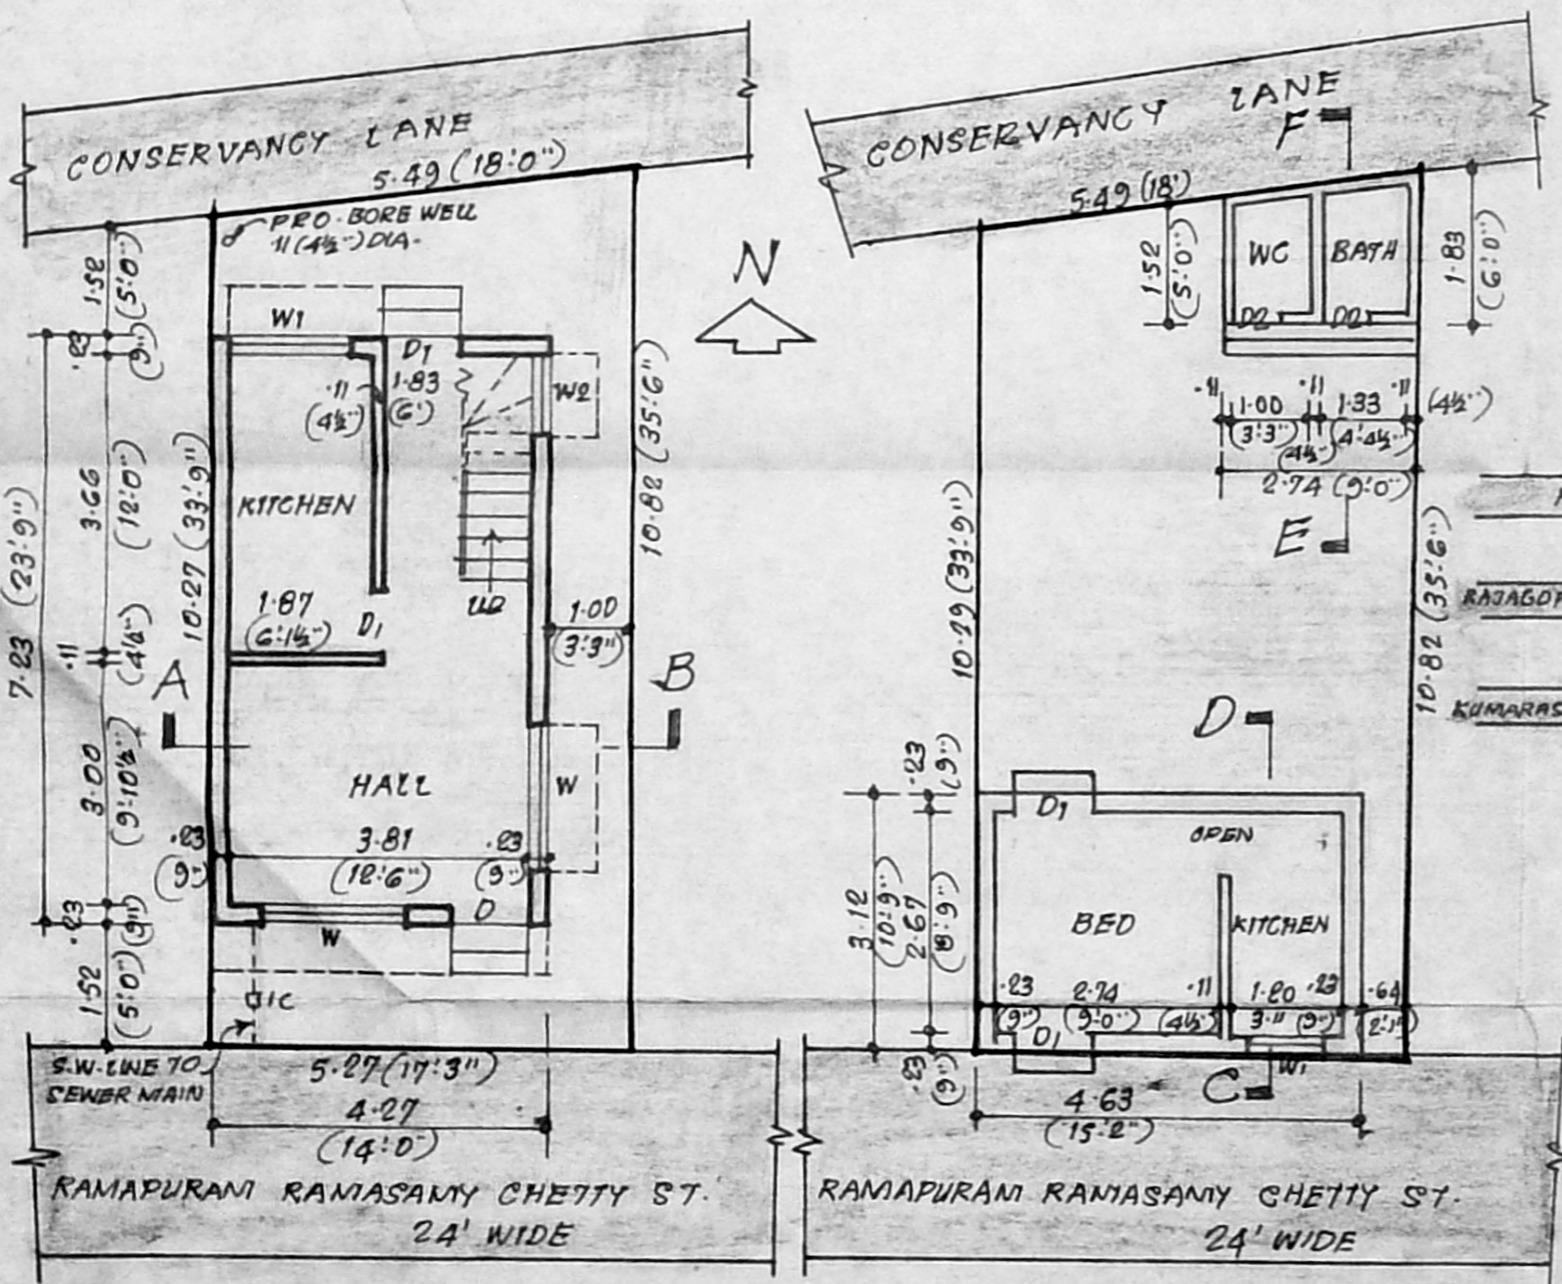 CONSERVANCY LANE
5.49 (18'0")
PRO. BORE WELL
11 (4½") DIA.
1.52
(5'0")
W1
D1
.23
(9")
.11
(4½")
1.83
(6')
W2
7.23 (23'9")
3.66
(12'0")
10.27 (33'9")
10.82 (35'6")
KITCHEN
UP
1.87
(6'1½")
D1
1.00
(3'3")
.11
(4½")
A
B
3.00
(9'10½")
HALL
W
.23
(9")
3.81
(12'6")
.23
(9")
.23
(9")
W
D
1.52
(5'0")
IC
S.W. LINE TO
SEWER MAIN
5.27 (17'3")
4.27
(14'0")
RAMAPURAM RAMASAMY CHETTY ST.
24' WIDE
N
CONSERVANCY LANE
F
5.49 (18')
1.52
(5'0")
WC
BATH
1.83
(6'0")
D2
D2
.11
1.00
(3'3")
.11
(4½")
1.33
(4'4½")
.11
(4½")
2.74 (9'0")
E
10.29 (33'9")
10.82 (35'6")
RAJAGOP
KUMARAS
D
.23
(9")
D1
OPEN
3.12
(10'9")
2.67
(8'9")
BED
KITCHEN
.23
(9")
2.74
(9'0")
.11
(4½")
1.20
3'11
.23
(9")
.64
2'1"
D1
W1
.23
(9")
C
4.63
(15'2")
RAMAPURAM RAMASAMY CHETTY ST.
24' WIDE